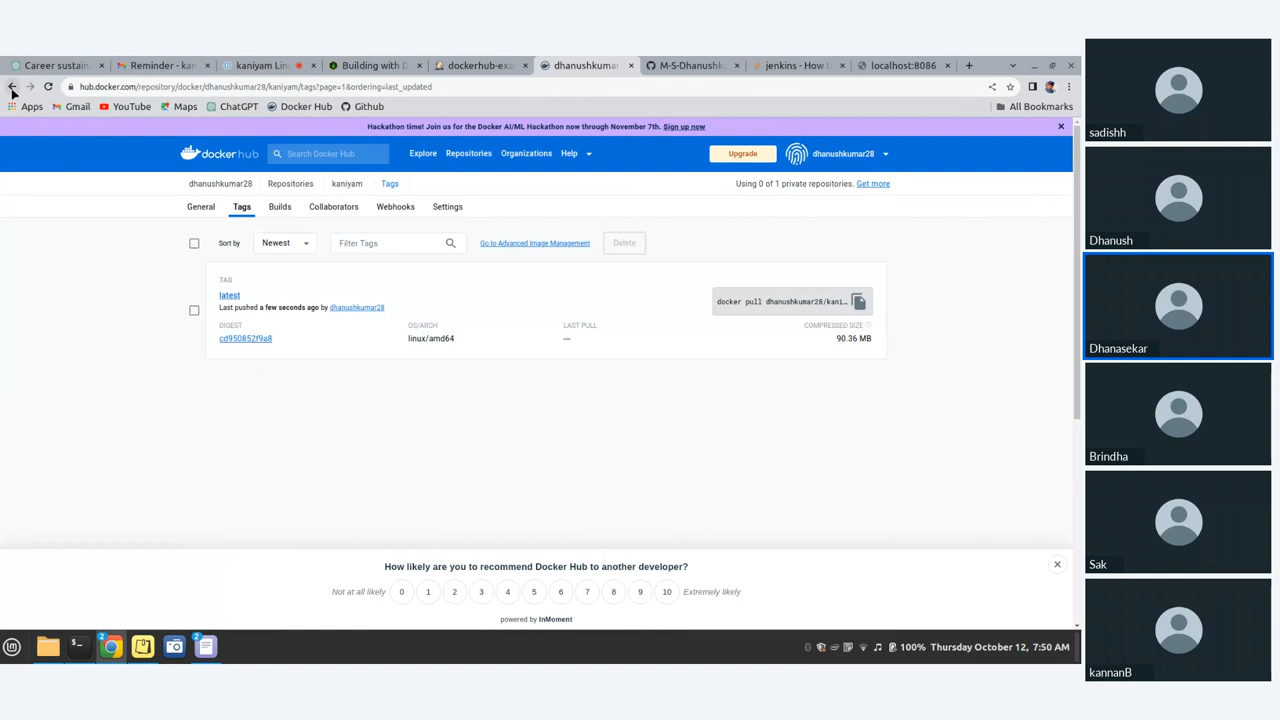 Career sustain
Reminder - kan
kaniyam Lin
Building with D
dockerhub-exa
dhanushkumar
M-S-Dhanushk
jenkins - How t
localhost:8086
hub.docker.com/repository/docker/dhanushkumar28/kaniyam/tags?page=1&ordering=last_updated
Apps
Gmail
YouTube
Maps
ChatGPT
Docker Hub
Github
All Bookmarks
Hackathon time! Join us for the Docker AI/ML Hackathon now through November 7th. Sign up now
dockerhub
Search Docker Hub
Explore
Repositories
Organizations
Help
Upgrade
dhanushkumar28
dhanushkumar28
Repositories
kaniyam
Tags
Using 0 of 1 private repositories. Get more
General
Tags
Builds
Collaborators
Webhooks
Settings
Sort by
Newest
Filter Tags
Go to Advanced Image Management
Delete
TAG
latest
Last pushed a few seconds ago by dhanushkumar28
docker pull dhanushkumar28/kani...
DIGEST
OS/ARCH
LAST PULL
COMPRESSED SIZE
cd950852f9a8
linux/amd64
---
90.36 MB
How likely are you to recommend Docker Hub to another developer?
Not at all likely
0
1
2
3
4
5
6
7
8
9
10
Extremely likely
powered by InMoment
2
2
100%
Thursday October 12, 7:50 AM
sadishh
Dhanush
Dhanasekar
Brindha
Sak
kannanB